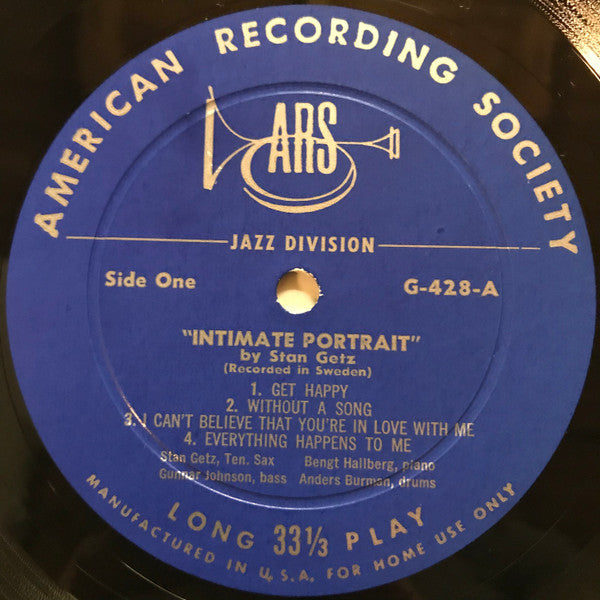 AMERICAN RECORDING SOCIETY
ARS
JAZZ DIVISION
Side One G-428-A
"INTIMATE PORTRAIT"
by Stan Getz
(Recorded in Sweden)
1. GET HAPPY
2. WITHOUT A SONG
3. I CAN'T BELIEVE THAT YOU'RE IN LOVE WITH ME
4. EVERYTHING HAPPENS TO ME
Stan Getz, Ten. Sax Bengt Hallberg, piano
Gunnar Johnson, bass Anders Burman, drums
LONG 33⅓ PLAY
MANUFACTURED IN U.S.A. FOR HOME USE ONLY